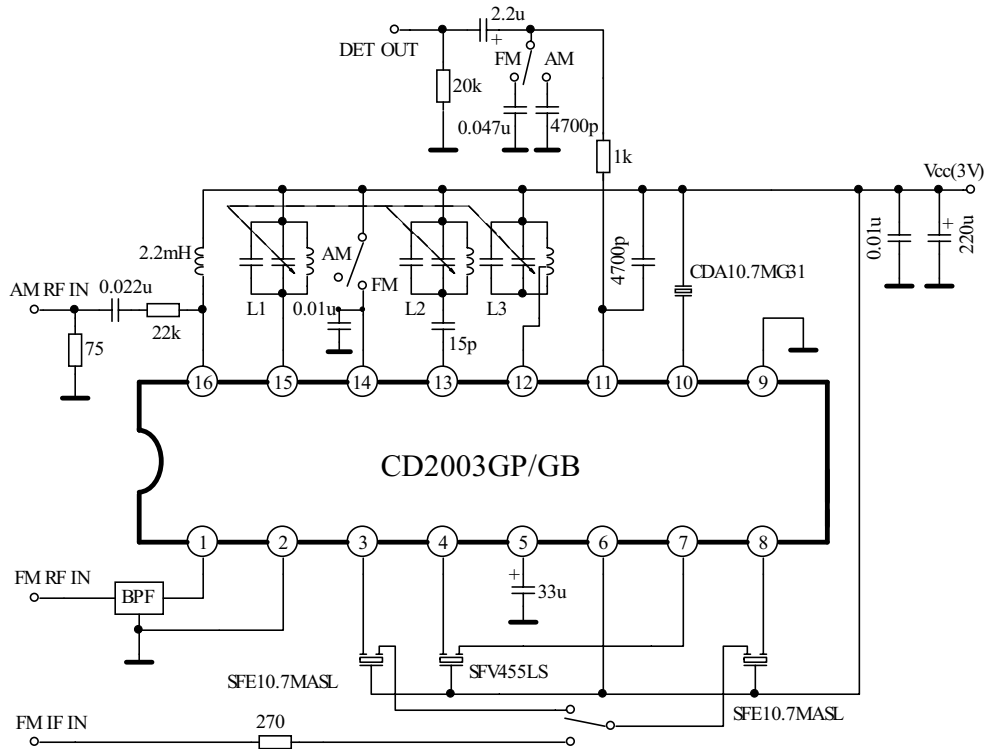 2.2u
+
DET OUT
FM
AM
20k
0.047u
4700p
1k
Vcc(3V)
2.2mH
AM
FM
4700p
CDA10.7MG31
0.01u
+
220u
AM RF IN
0.022u
22k
L1
0.01u
L2
L3
15p
75
16
15
14
13
12
11
10
9
CD2003GP/GB
1
2
3
4
5
6
7
8
FM RF IN
BPF
+
33u
SFE10.7MASL
SFV455LS
SFE10.7MASL
FM IF IN
270